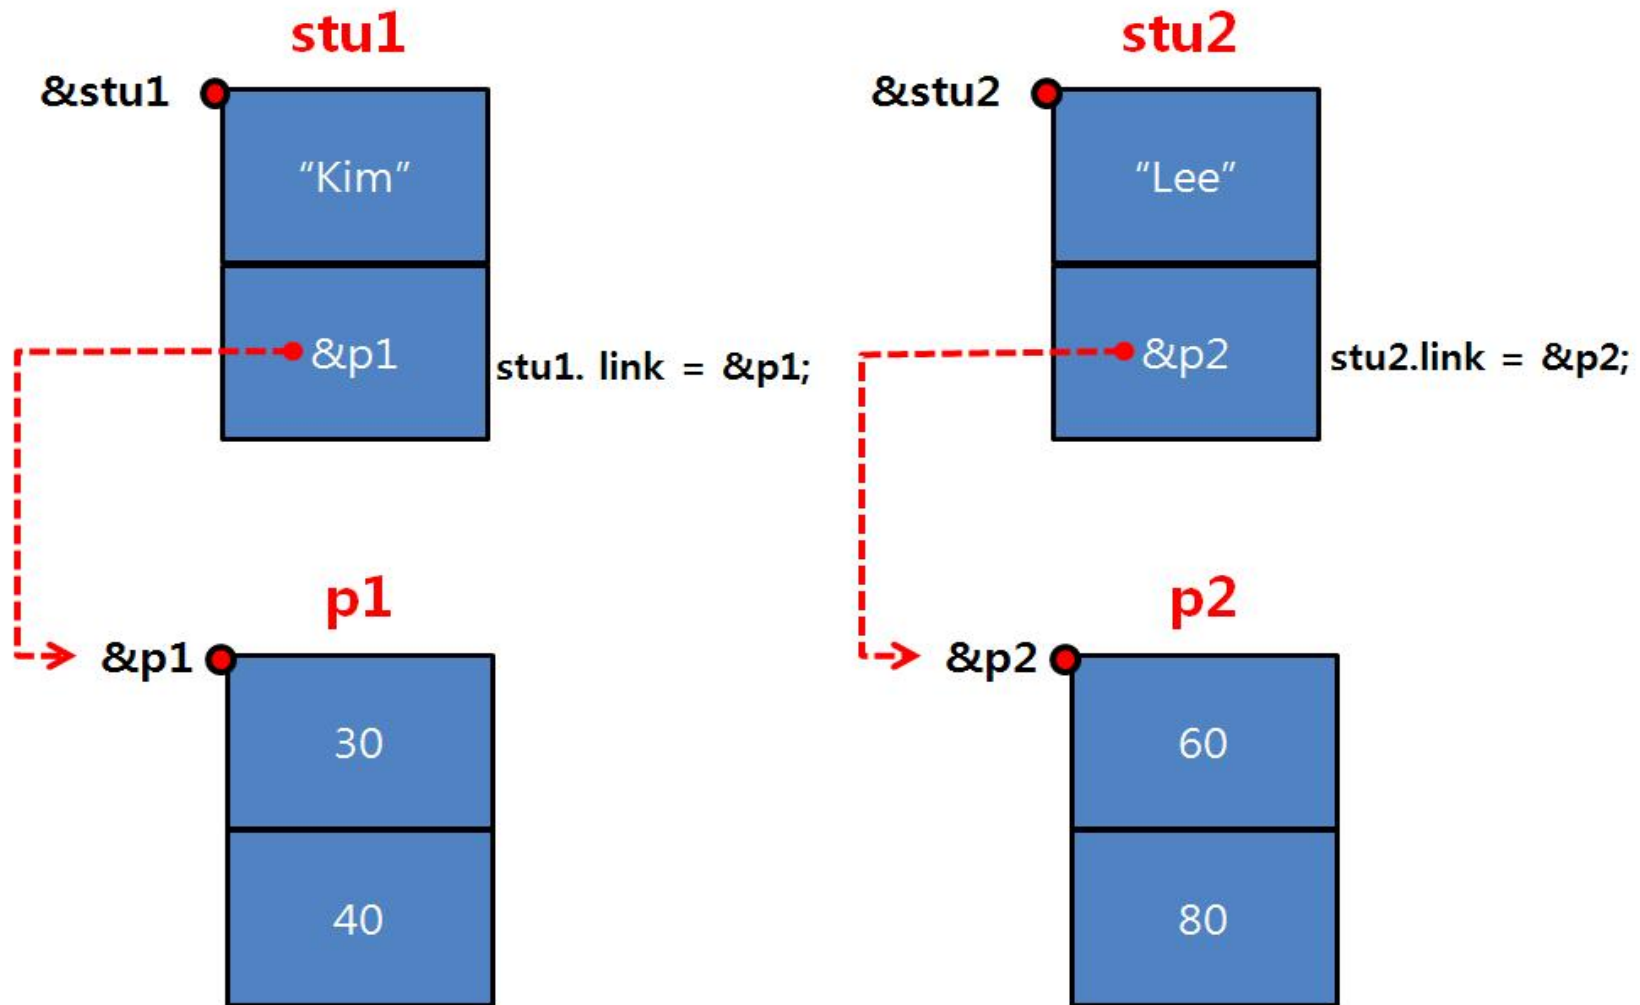 stu1
&stu1
“Kim”
&p1
stu1. link = &p1;
p1
&p1
30
40
stu2
&stu2
“Lee”
&p2
stu2.link = &p2;
p2
&p2
60
80